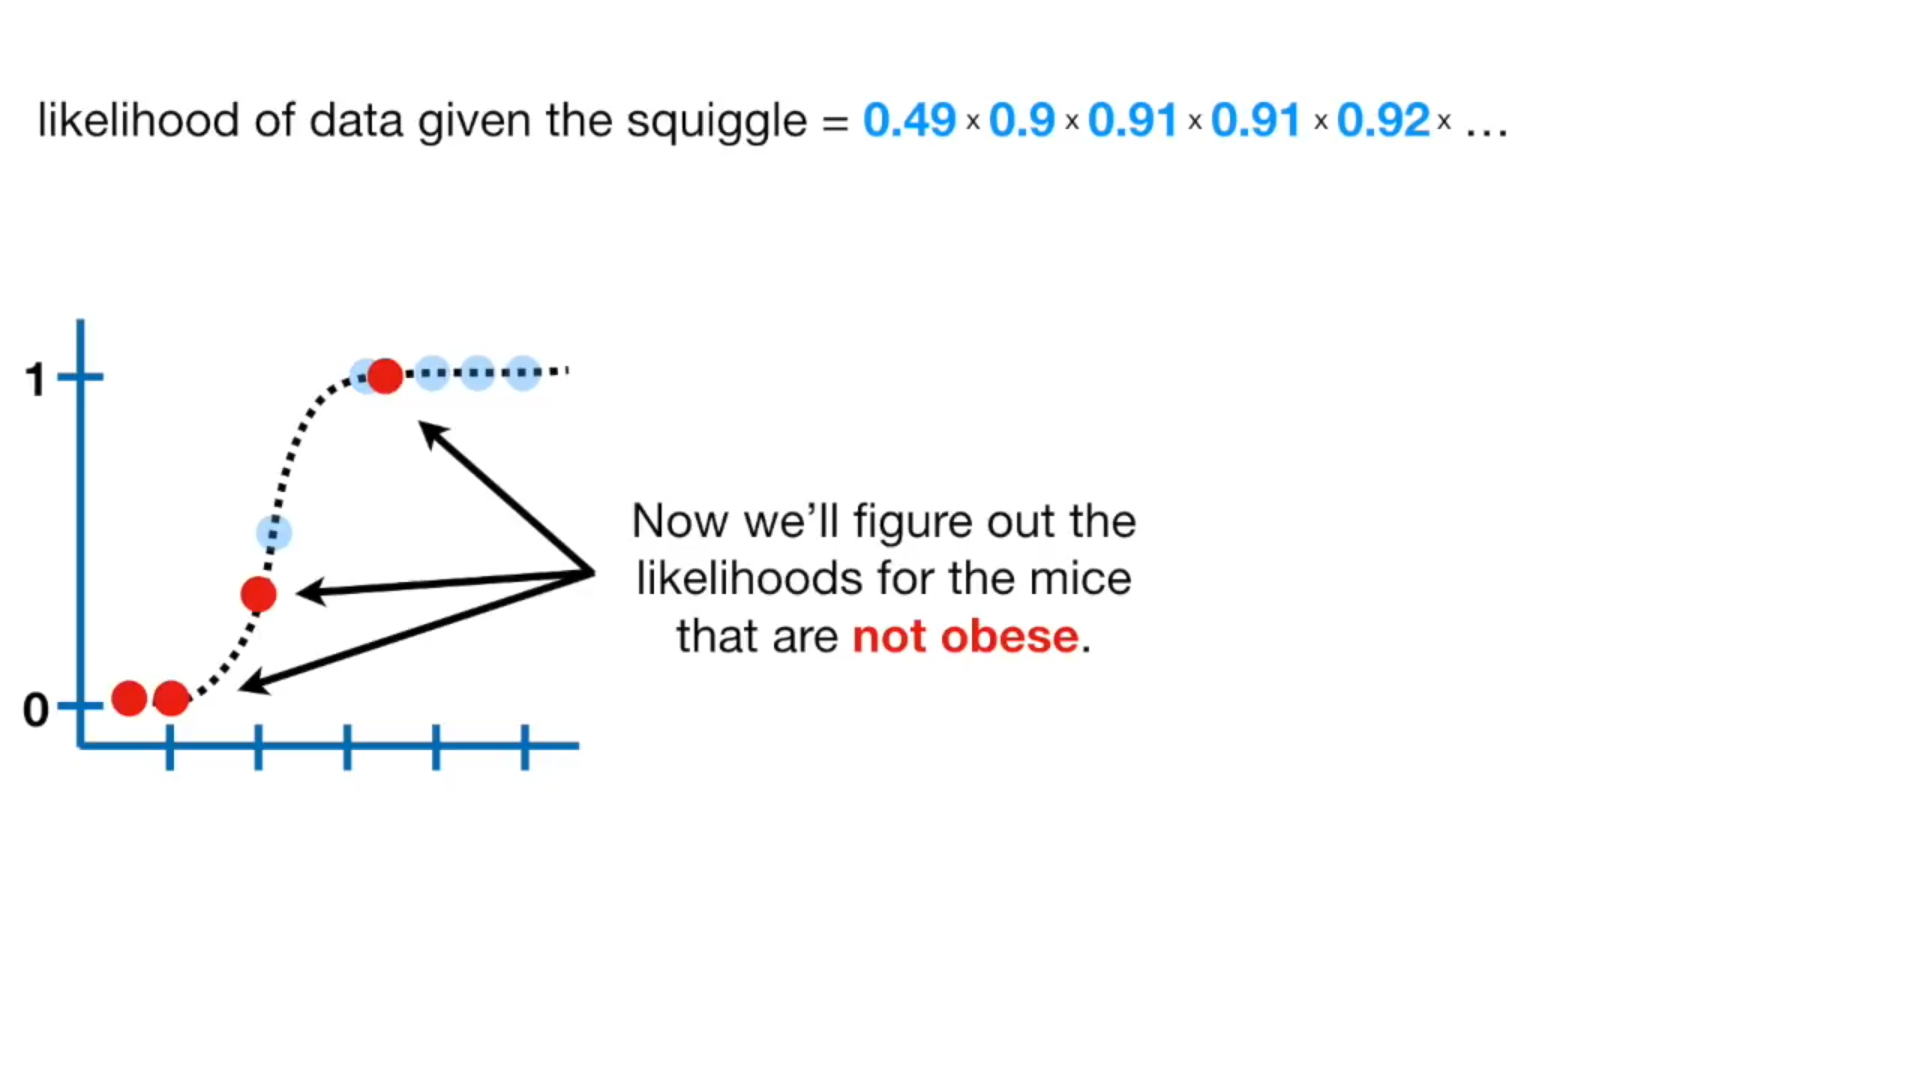 likelihood of data given the squiggle = 0.49 x 0.9 x 0.91 x 0.91 x 0.92 x …
1
Now we’ll figure out the
likelihoods for the mice
that are not obese.
0